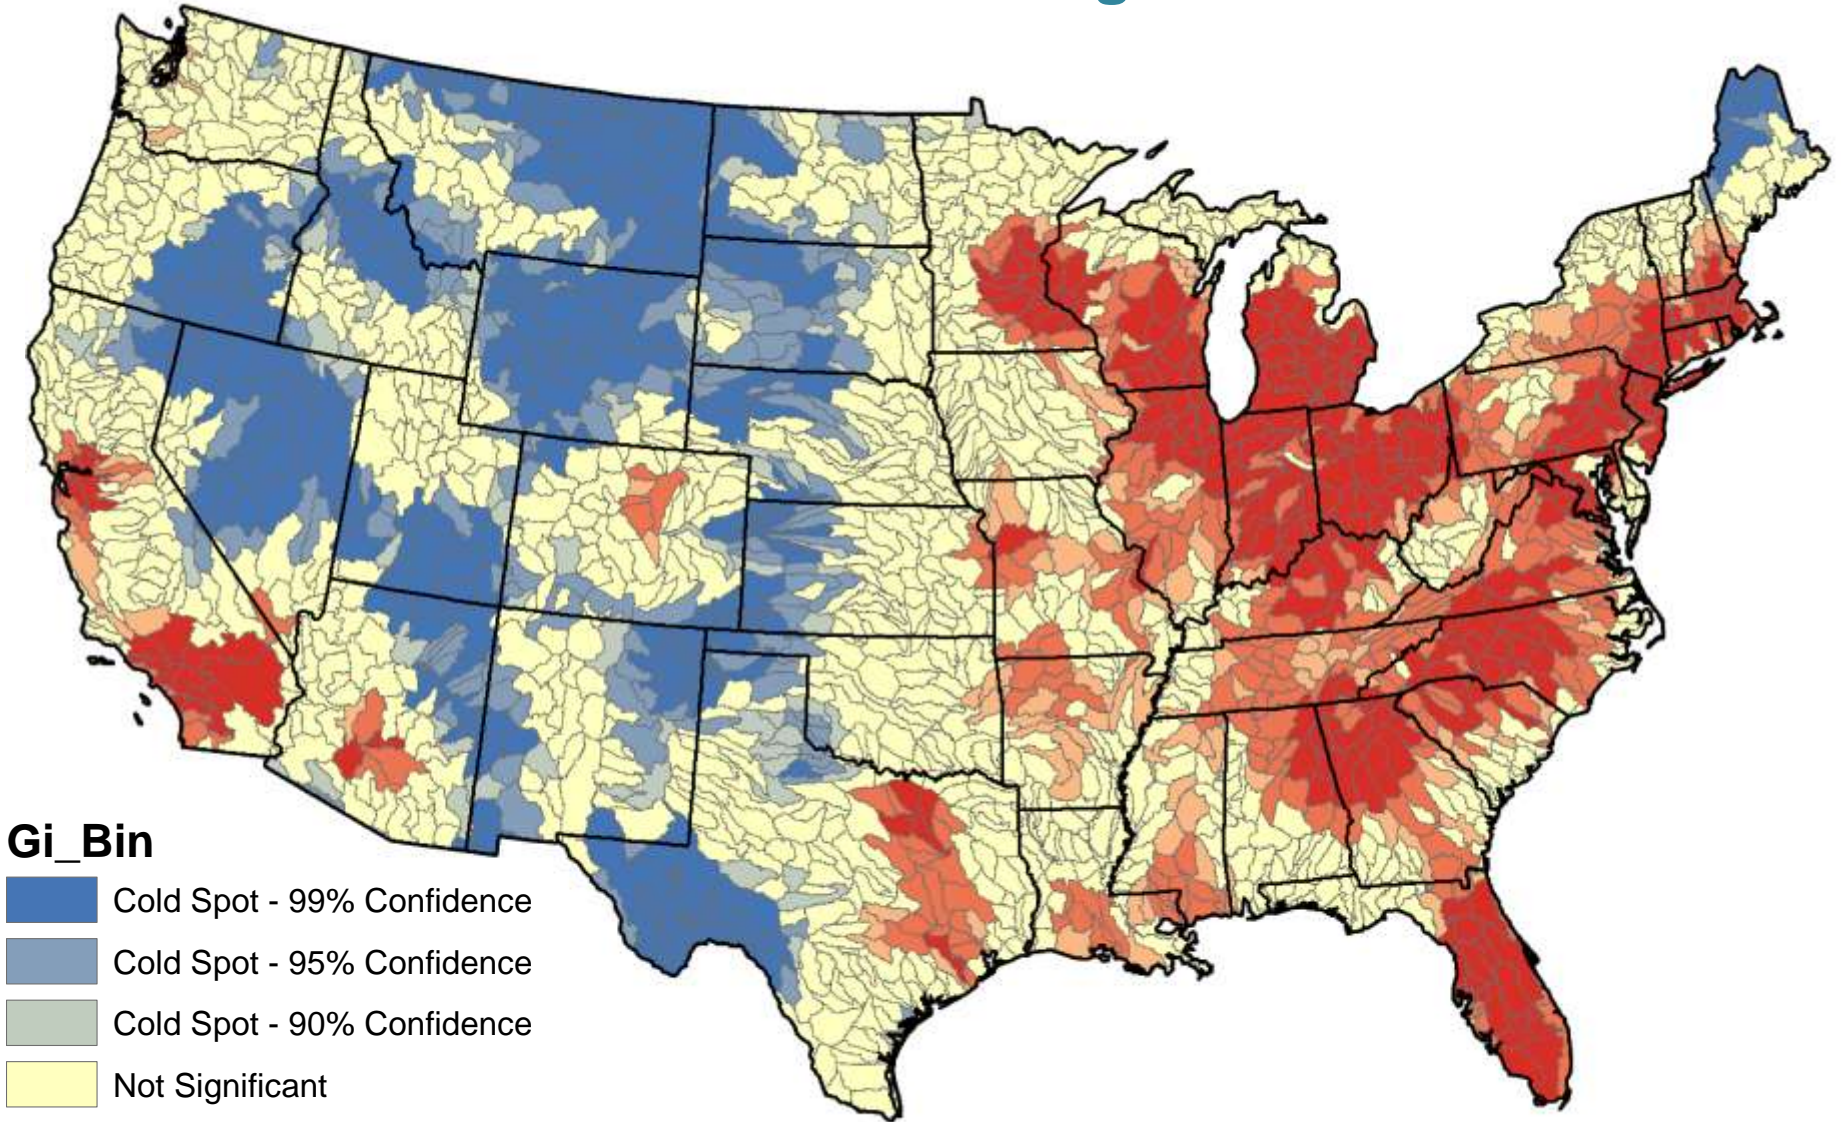 Gi_Bin
Cold Spot - 99% Confidence
Cold Spot - 95% Confidence
Cold Spot - 90% Confidence
Not Significant